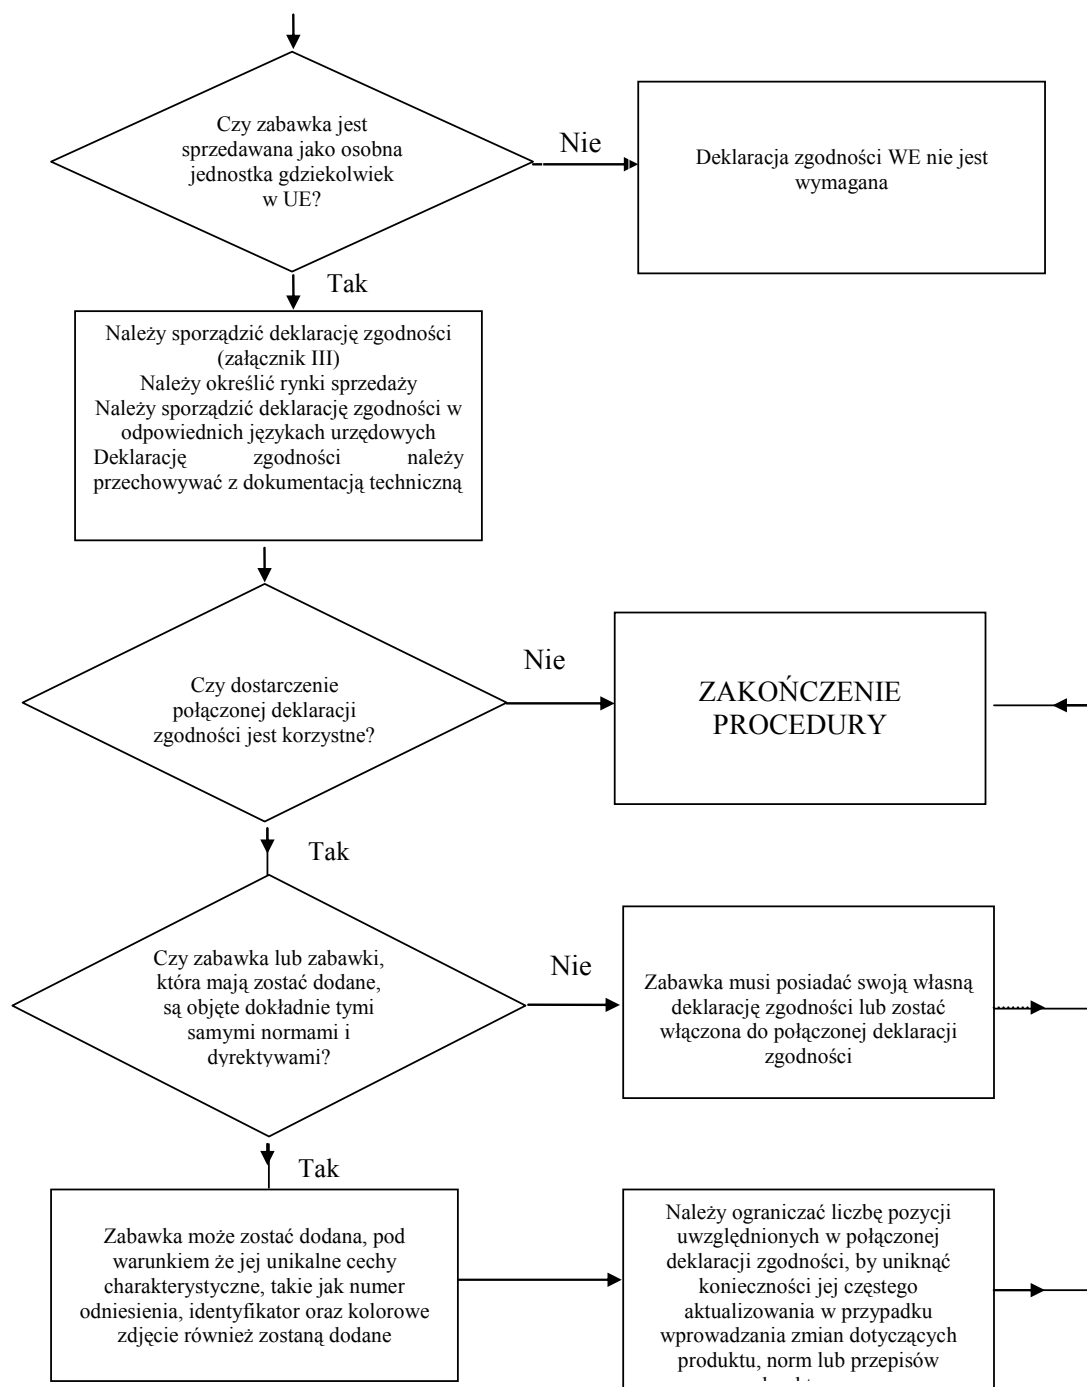 Czy zabawka jest
sprzedawana jako osobna
jednostka gdziekolwiek
w UE?
Nie
Deklaracja zgodności WE nie jest
wymagana
Tak
Należy sporządzić deklarację zgodności
(załącznik III)
Należy określić rynki sprzedaży
Należy sporządzić deklarację zgodności w
odpowiednich językach urzędowych
Deklarację zgodności należy
przechowywać z dokumentacją techniczną
Czy dostarczenie
połączonej deklaracji
zgodności jest korzystne?
Nie
ZAKOŃCZENIE
PROCEDURY
Tak
Czy zabawka lub zabawki,
która mają zostać dodane,
są objęte dokładnie tymi
samymi normami i
dyrektywami?
Nie
Zabawka musi posiadać swoją własną
deklarację zgodności lub zostać
włączona do połączonej deklaracji
zgodności
Tak
Zabawka może zostać dodana, pod
warunkiem że jej unikalne cechy
charakterystyczne, takie jak numer
odniesienia, identyfikator oraz kolorowe
zdjęcie również zostaną dodane
Należy ograniczać liczbę pozycji
uwzględnionych w połączonej
deklaracji zgodności, by uniknąć
konieczności jej częstego
aktualizowania w przypadku
wprowadzania zmian dotyczących
produktu, norm lub przepisów